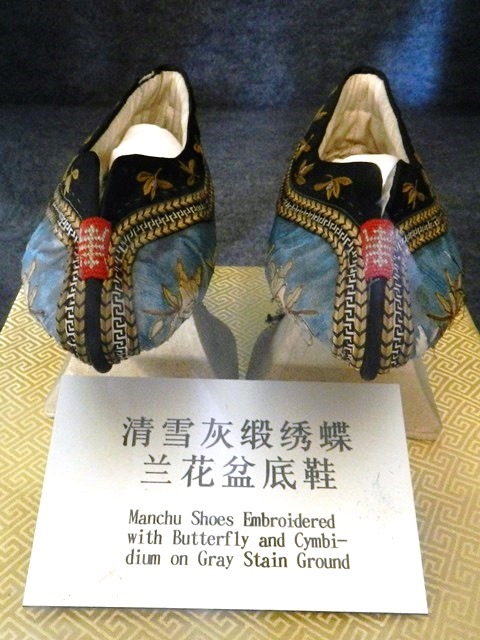 清雪灰缎绣蝶
兰花盆底鞋
Manchu Shoes Embroidered
with Butterfly and Cymbi-
dium on Gray Stain Ground